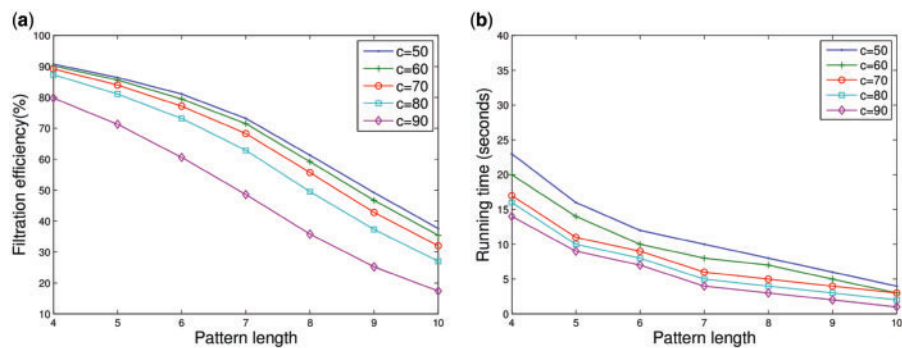 (a)
100
90
80
70
60
50
40
30
20
10
Filtration efficiency(%)
c=50
c=60
c=70
c=80
c=90
4 5 6 7 8 9 10
Pattern length
(b)
40
35
30
25
20
15
10
5
0
Running time (seconds)
c=50
c=60
c=70
c=80
c=90
4 5 6 7 8 9 10
Pattern length